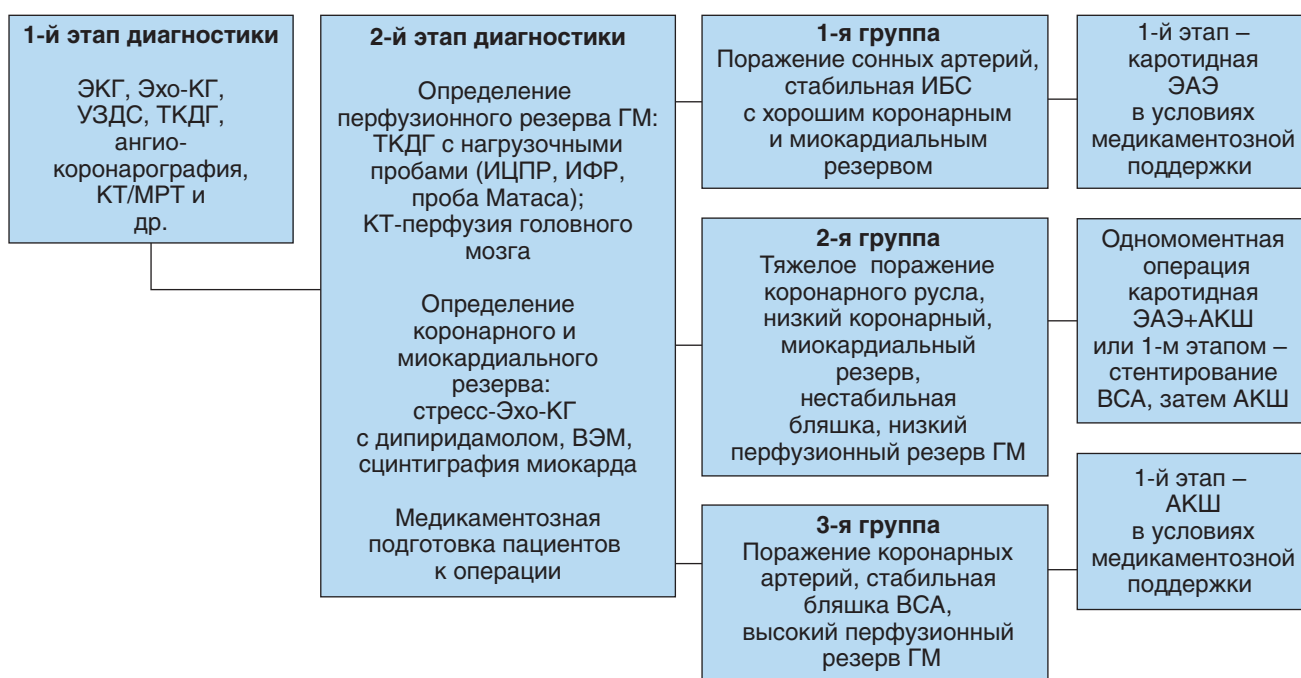 1-й этап диагностики
ЭКГ, Эхо-КГ,
УЗДС, ТКДГ,
ангио-
коронарография,
КТ/МРТ и
др.
2-й этап диагностики
Определение
перфузионного резерва ГМ:
ТКДГ с нагрузочными
пробами (ИЦПР, ИФР,
проба Матаса);
КТ-перфузия головного
мозга
Определение
коронарного и
миокардиального
резерва:
стресс-Эхо-КГ
с дипиридамолом, ВЭМ,
сцинтиграфия миокарда
Медикаментозная
подготовка пациентов
к операции
1-я группа
Поражение сонных артерий,
стабильная ИБС
с хорошим коронарным
и миокардиальным
резервом
1-й этап –
каротидная
ЭАЭ
в условиях
медикаментозной
поддержки
2-я группа
Тяжелое поражение
коронарного русла,
низкий коронарный,
миокардиальный
резерв,
нестабильная
бляшка, низкий
перфузионный резерв ГМ
Одномоментная
операция
каротидная
ЭАЭ+АКШ
или 1-м этапом –
стентирование
ВСА, затем АКШ
3-я группа
Поражение коронарных
артерий, стабильная
бляшка ВСА,
высокий перфузионный
резерв ГМ
1-й этап –
АКШ
в условиях
медикаментозной
поддержки